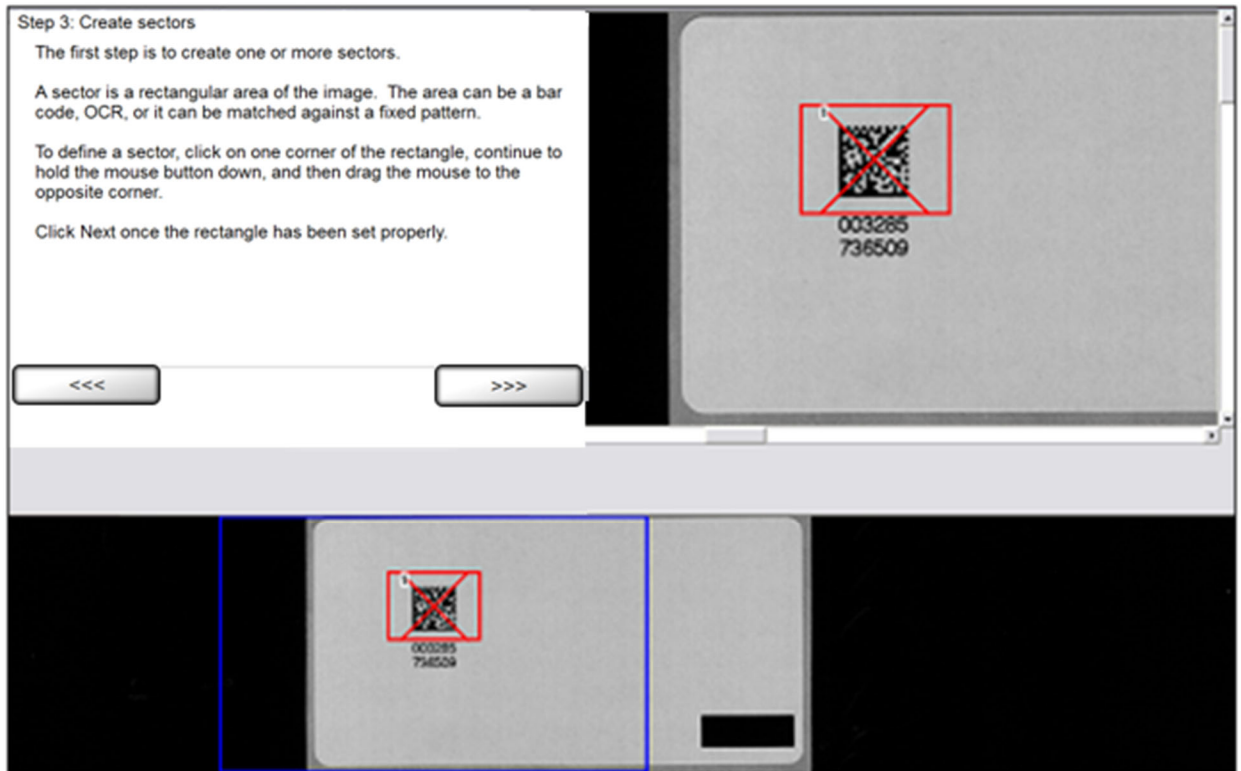 Step 3: Create sectors
The first step is to create one or more sectors.
A sector is a rectangular area of the image. The area can be a bar
code, OCR, or it can be matched against a fixed pattern.
To define a sector, click on one corner of the rectangle, continue to
hold the mouse button down, and then drag the mouse to the
opposite corner.
Click Next once the rectangle has been set properly.
<<<
>>>
1
003285
736509
1
003285
736509